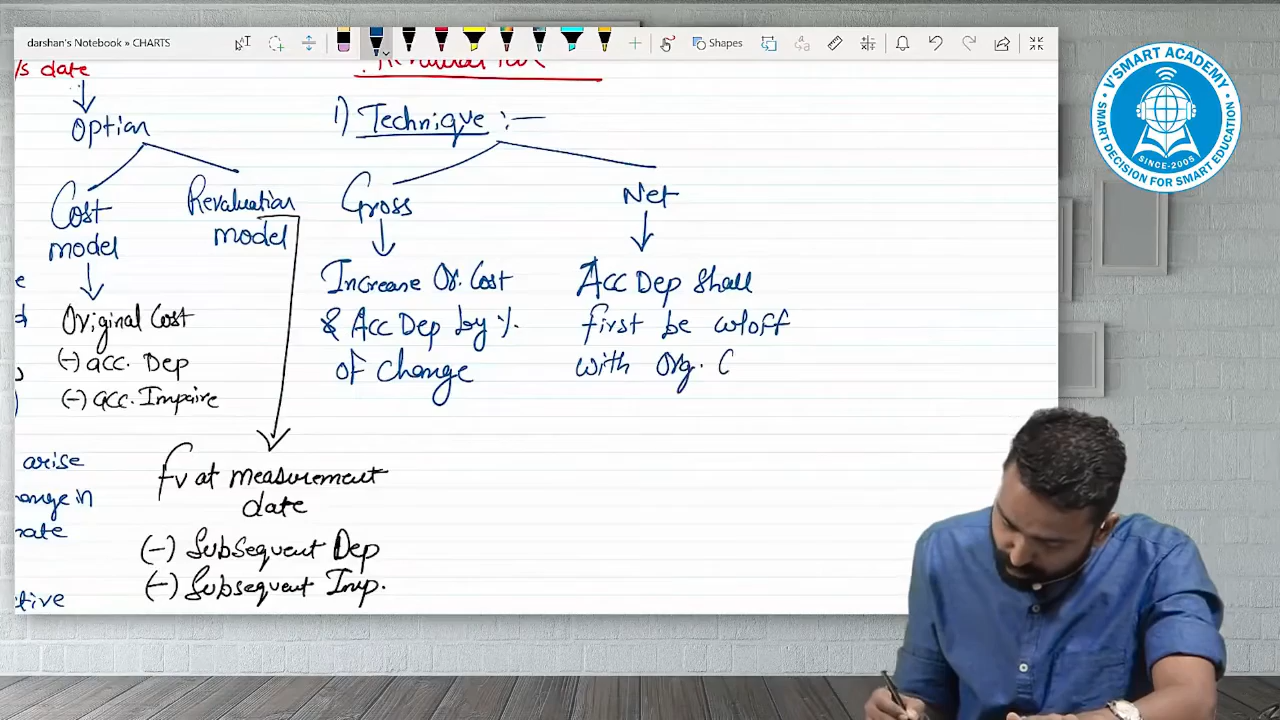 darshan's Notebook » CHARTS
Shapes
V'SMART ACADEMY
SINCE-2005
SMART DECISION FOR SMART EDUCATION
/s date
Option
Cost
model
Revaluation
model
Original Cost
(-) acc. Dep
(-) acc. Impaire
fv at measurement
date
(-) Subsequent Dep
(-) Subsequent Imp.
arise
ange in
rate
tive
1) Technique :-
Gross
Increase Or. Cost
& Acc Dep by %
of change
Net
Acc Dep Shall
first be w/off
with Org. C